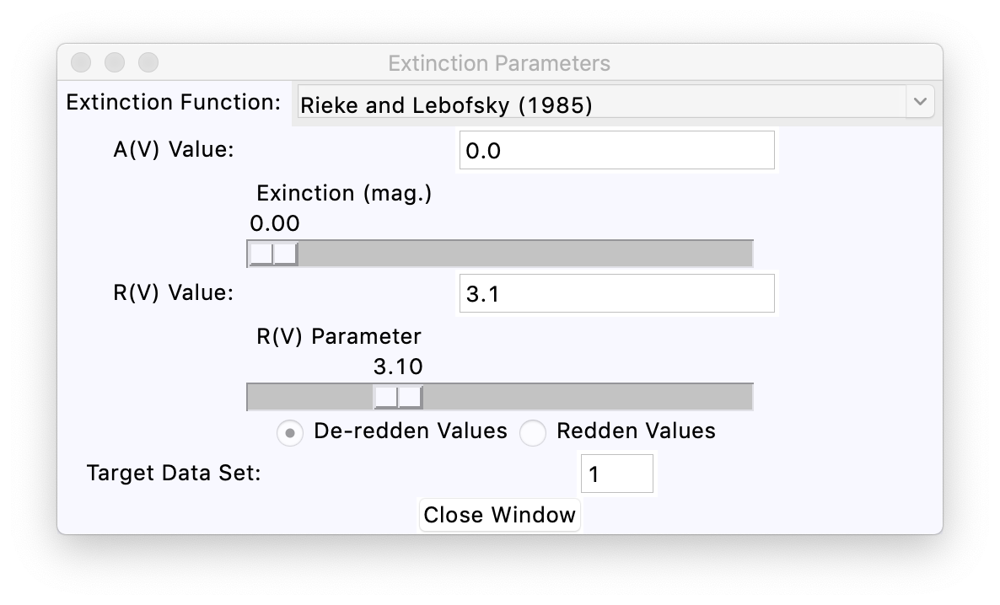 Extinction Parameters
Extinction Function: Rieke and Lebofsky (1985)
A(V) Value: 0.0
Exinction (mag.)
0.00
R(V) Value: 3.1
R(V) Parameter
3.10
De-redden Values Redden Values
Target Data Set: 1
Close Window